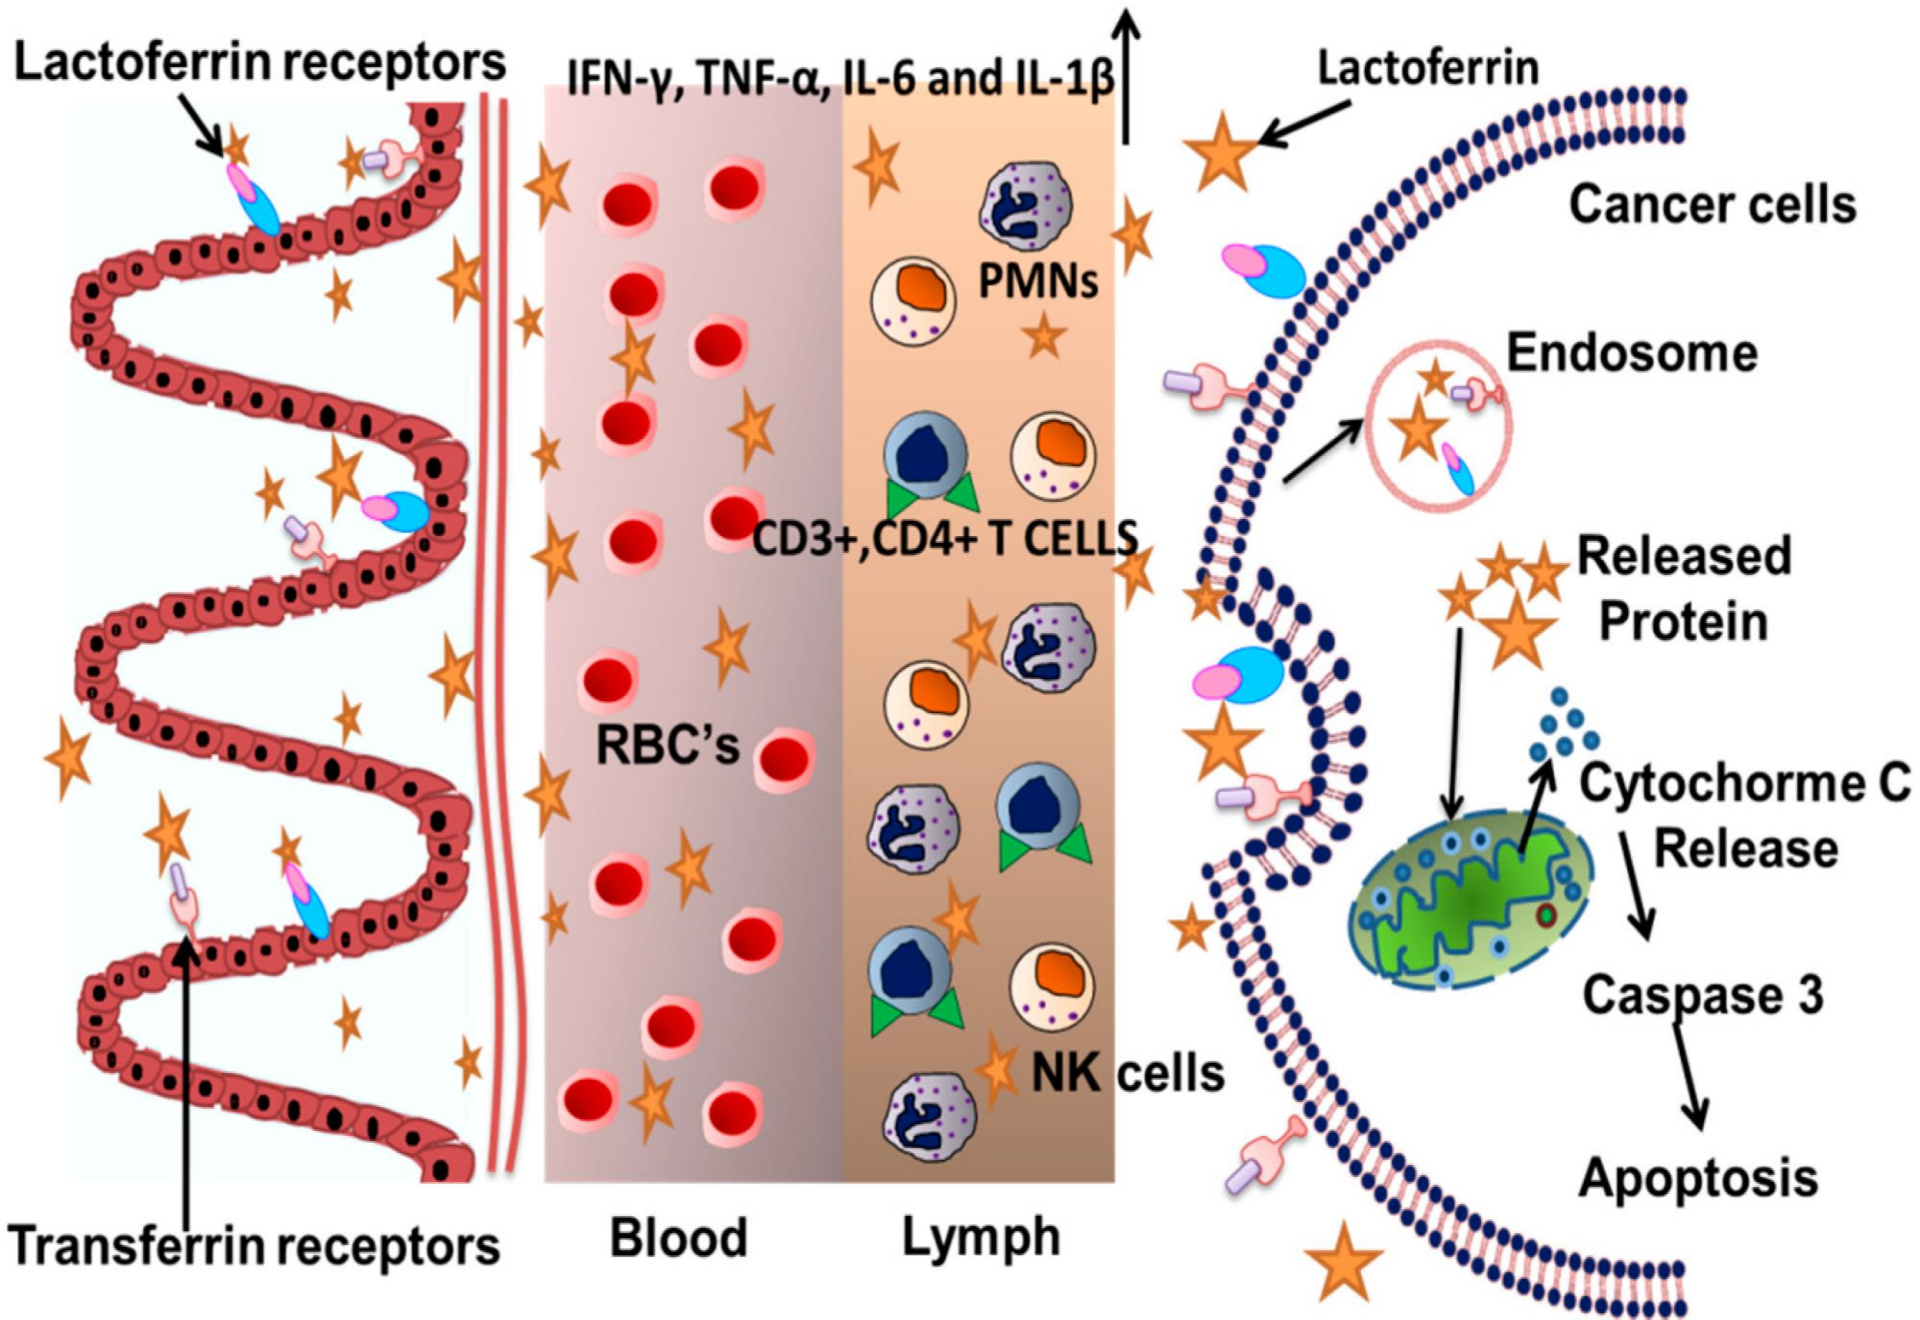 Lactoferrin receptors
IFN-γ, TNF-α, IL-6 and IL-1β
Lactoferrin
Cancer cells
PMNs
Endosome
CD3+,CD4+ T CELLS
Released
Protein
RBC's
Cytochorme C
Release
Caspase 3
NK cells
Apoptosis
Transferrin receptors
Blood
Lymph